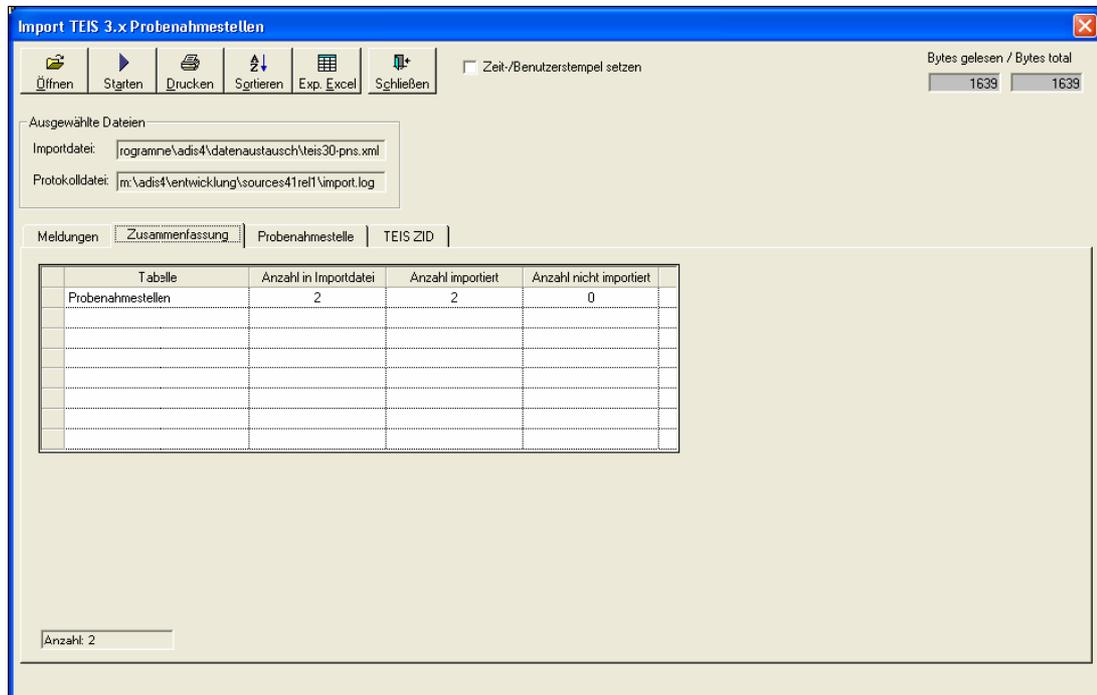 Import TEIS 3.x Probenahmestellen
Öffnen Starten Drucken Sortieren Exp. Excel Schließen
Zeit-/Benutzerstempel setzen
Bytes gelesen / Bytes total
1639 1639
Ausgewählte Dateien
Importdatei: rogramme\adis4\datenaustausch\teis30-pns.xml
Protokolldatei: m:\adis4\entwicklung\sources41rel1\import.log
Meldungen Zusammenfassung Probenahmestelle TEIS ZID
Tabelle Anzahl in Importdatei Anzahl importiert Anzahl nicht importiert
Probenahmestellen 2 2 0
Anzahl: 2